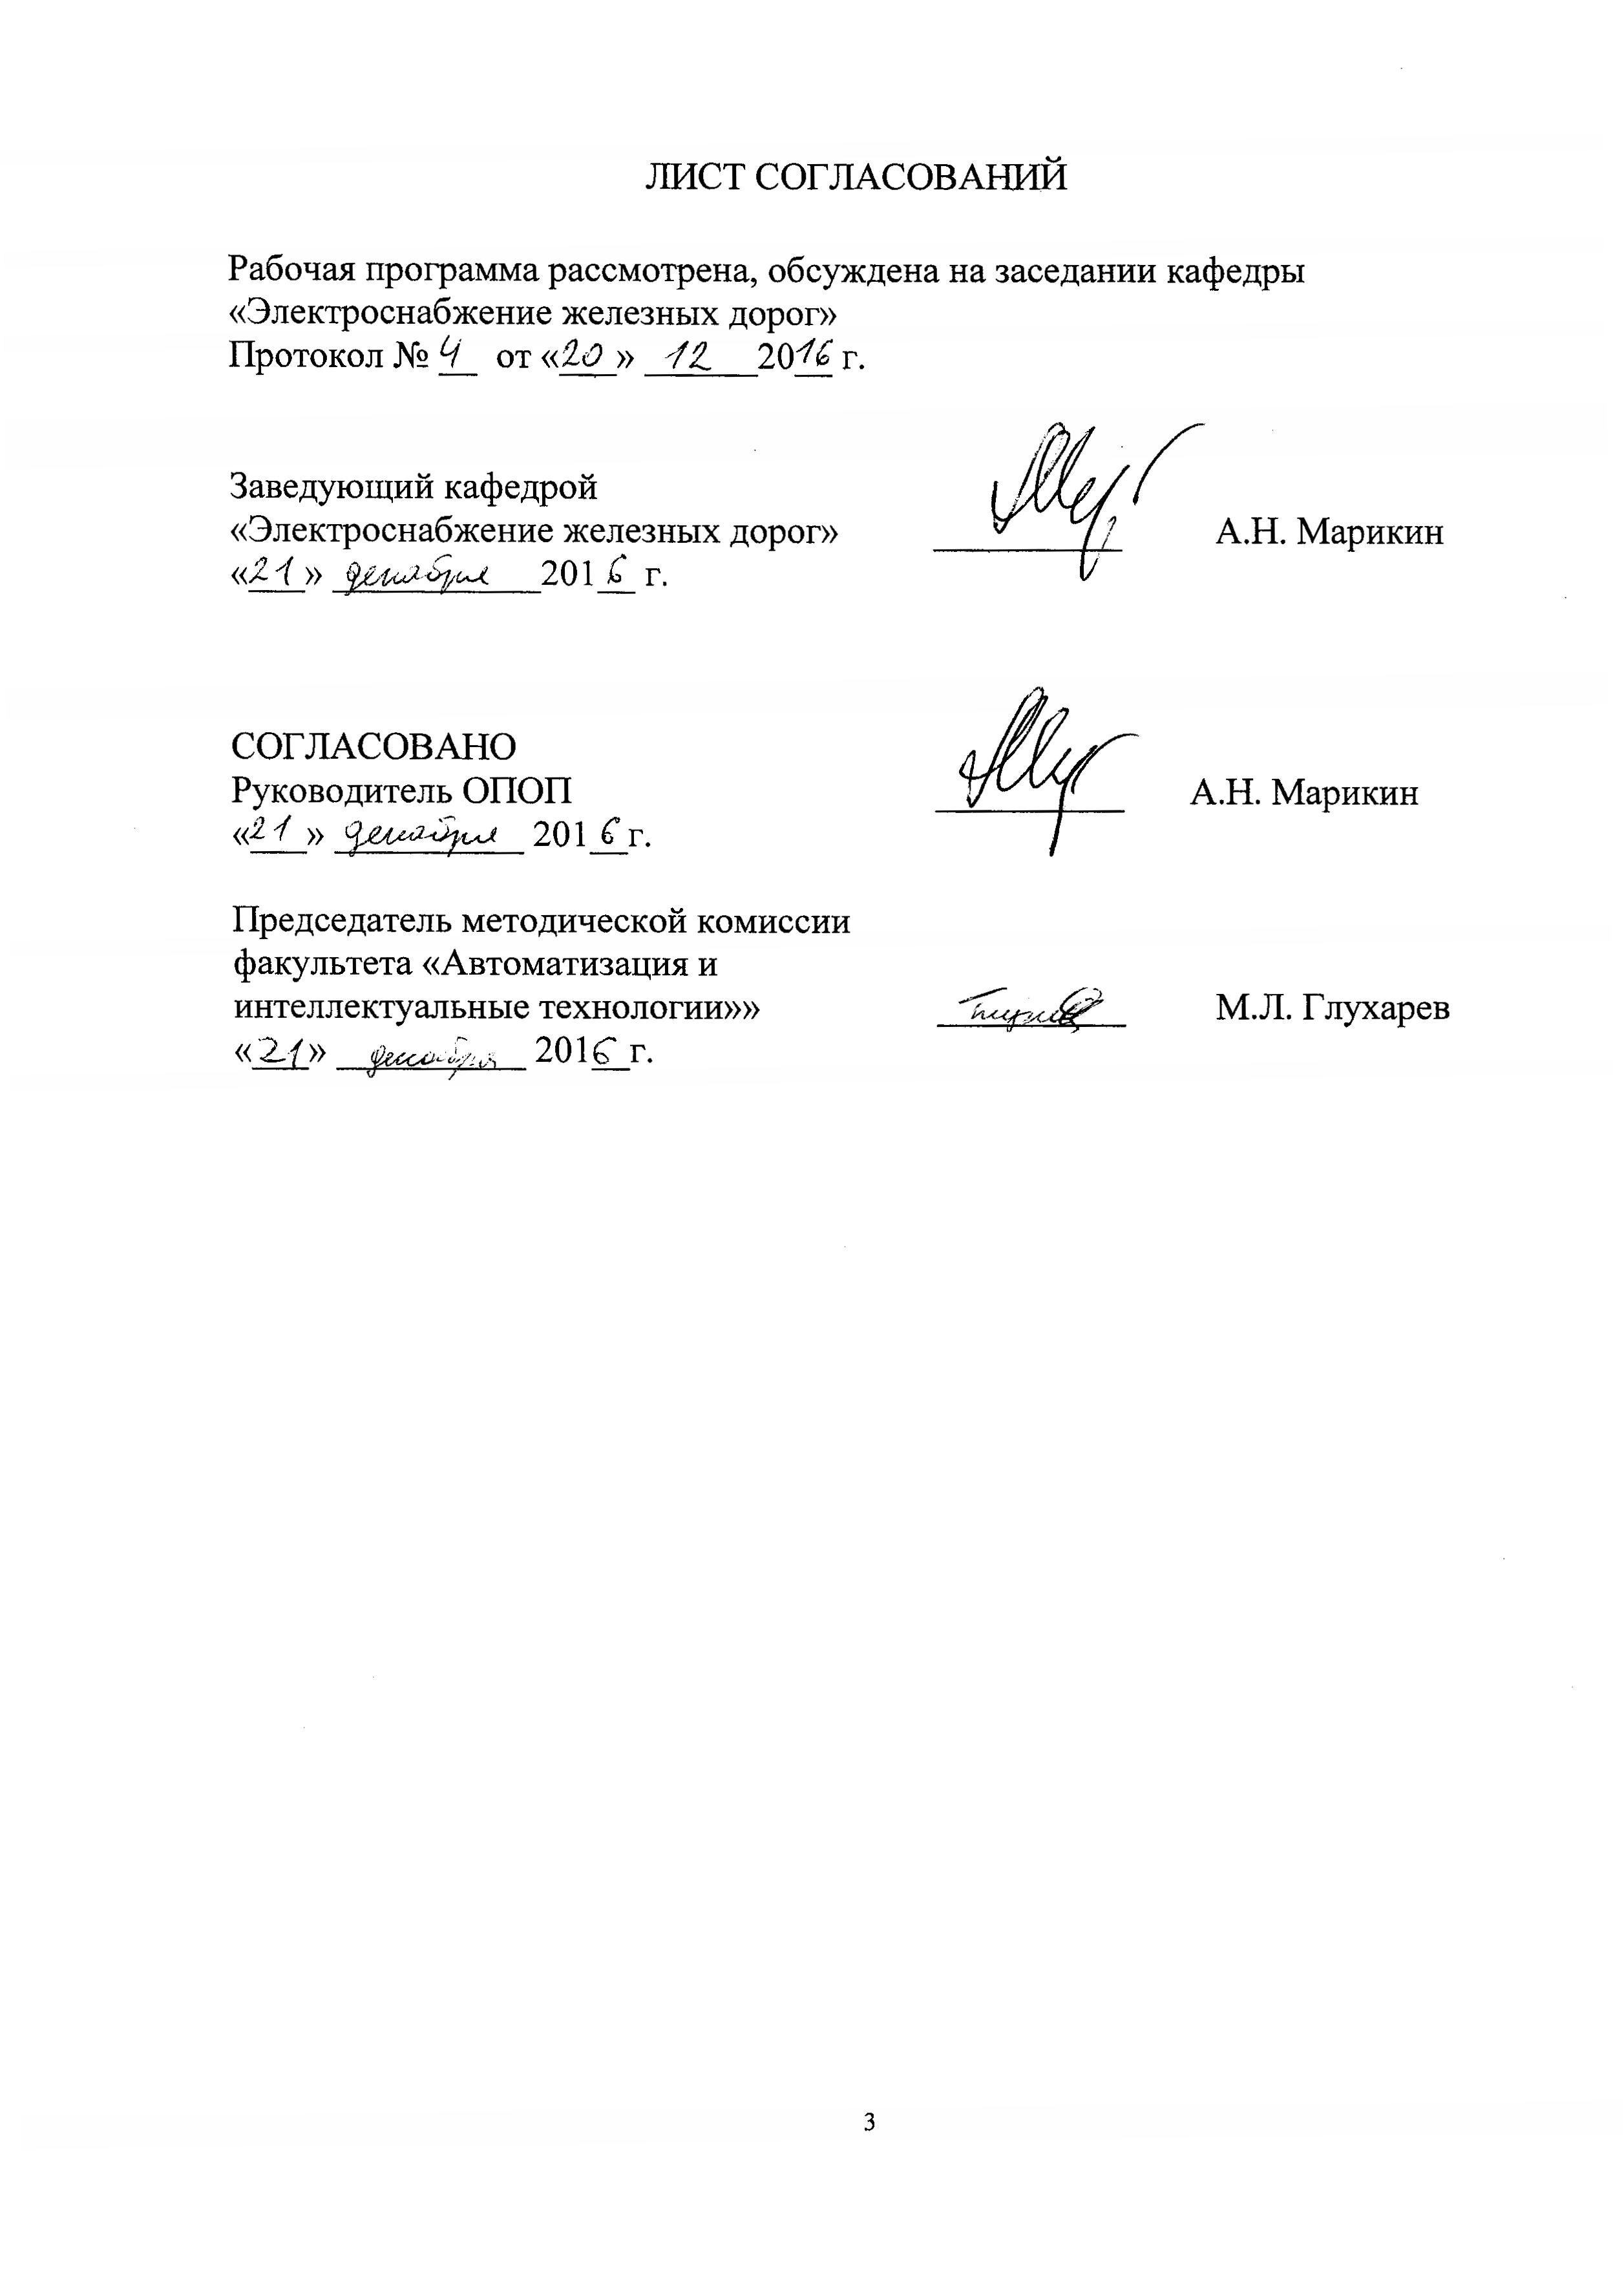 ЛИСТ СОГЛАСОВАНИЙ
Рабочая программа рассмотрена, обсуждена на заседании кафедры
«Электроснабжение железных дорог»
Протокол № 4 от «20» 12 2016 г.
Заведующий кафедрой
«Электроснабжение железных дорог» А.Н. Марикин
«21» декабря 2016 г.
СОГЛАСОВАНО
Руководитель ОПОП А.Н. Марикин
«21» декабря 2016 г.
Председатель методической комиссии
факультета «Автоматизация и
интеллектуальные технологии»» М.Л. Глухарев
«21» декабря 2016 г.
3